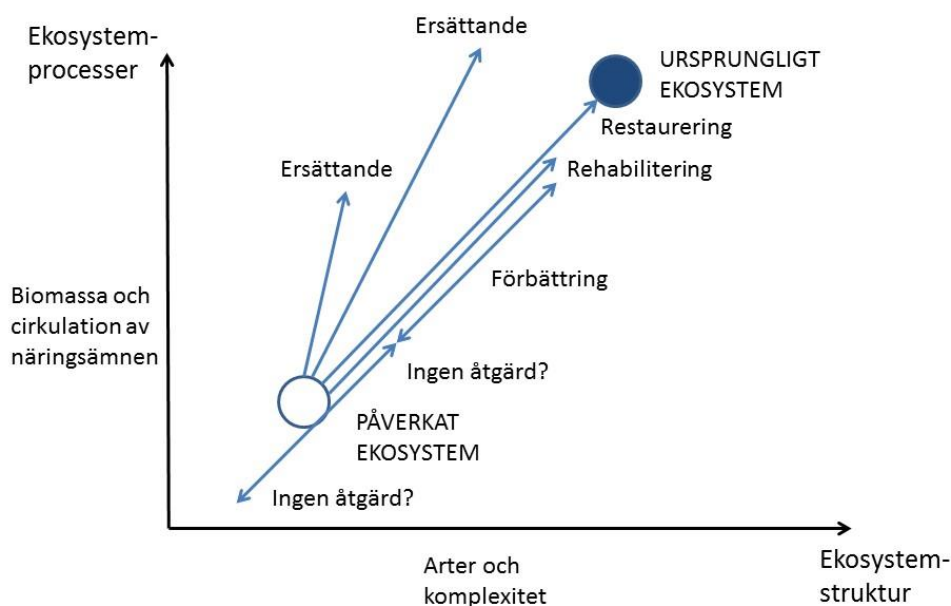 Ekosystem-
processer
Ersättande
URSPRUNGLIGT
EKOSYSTEM
Restaurering
Ersättande
Rehabilitering
Förbättring
Biomassa och
cirkulation av
näringsämnen
Ingen åtgärd?
PÅVERKAT
EKOSYSTEM
Ingen åtgärd?
Arter och
komplexitet
Ekosystem-
struktur